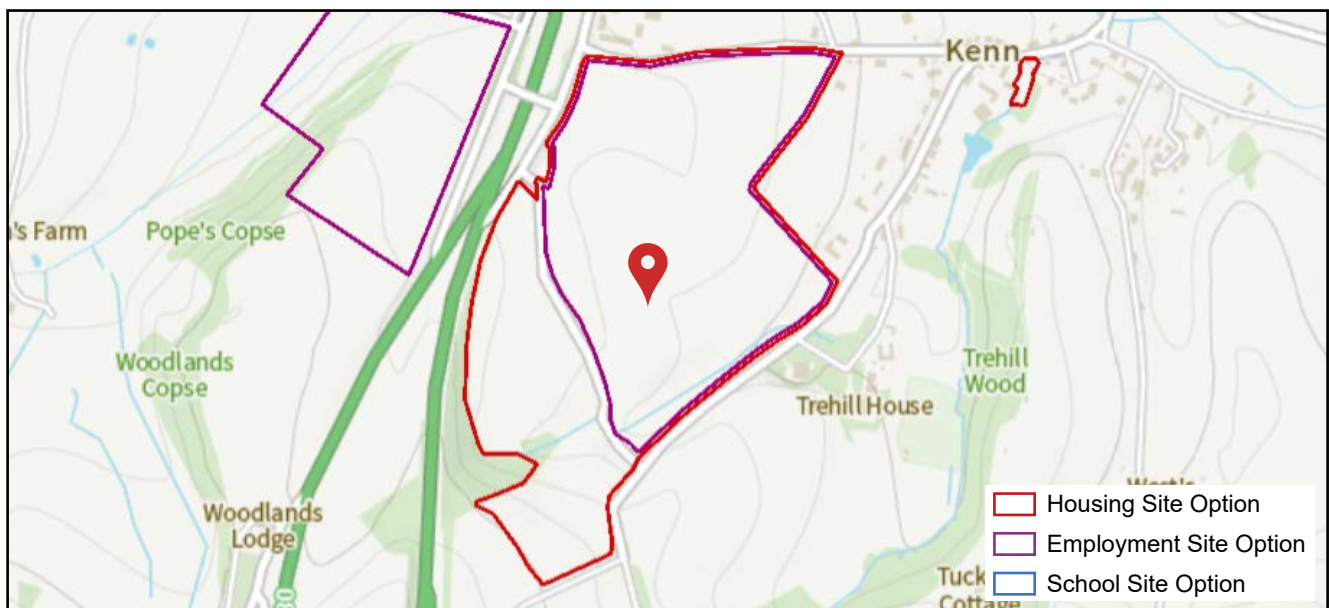 Kenn
's Farm
Pope's Copse
Woodlands
Copse
Trehill
Wood
Trehill House
Woodlands
Lodge
West's
Housing Site Option
Employment Site Option
School Site Option
Tuck
Cottage